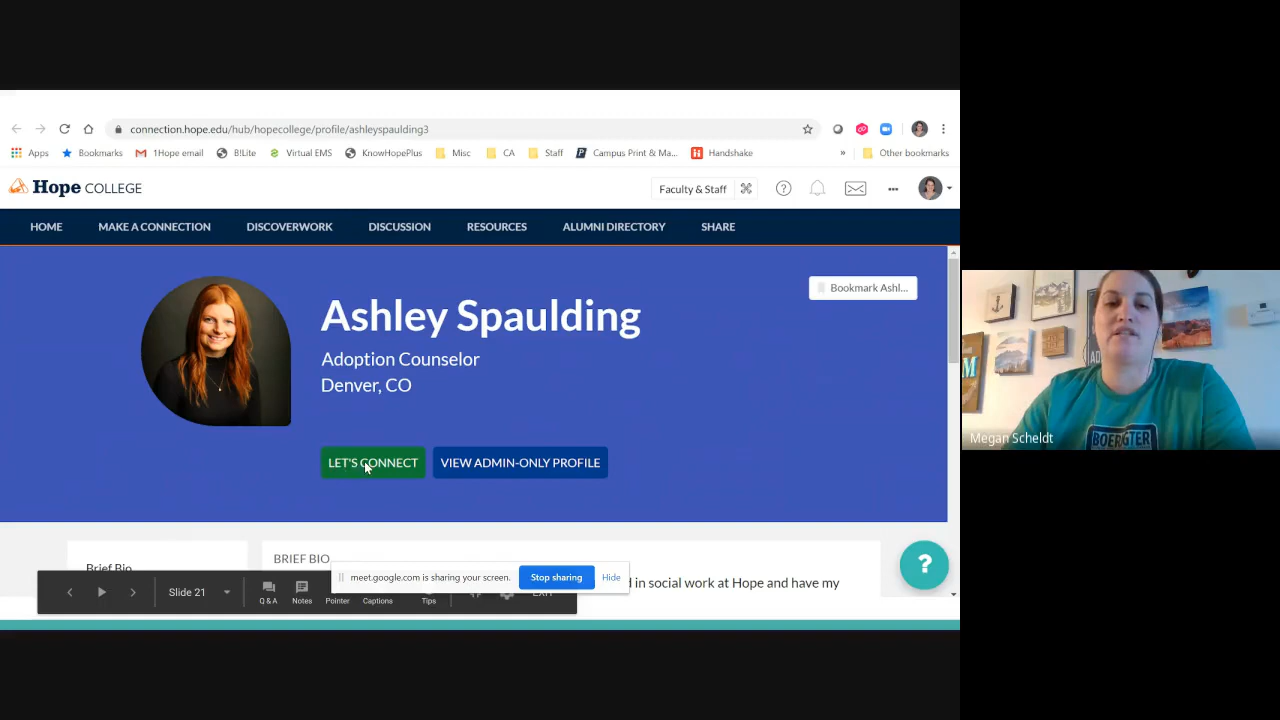 connection.hope.edu/hub/hopecollege/profile/ashleyspaulding3
Apps Bookmarks 1Hope email B!Lite Virtual EMS KnowHopePlus Misc CA Staff Campus Print & Ma... Handshake » Other bookmarks
Hope COLLEGE
Faculty & Staff
HOME MAKE A CONNECTION DISCOVERWORK DISCUSSION RESOURCES ALUMNI DIRECTORY SHARE
Bookmark Ashl...
Ashley Spaulding
Adoption Counselor
Denver, CO
LET'S CONNECT VIEW ADMIN-ONLY PROFILE
Brief Bio
BRIEF BIO
d in social work at Hope and have my
meet.google.com is sharing your screen. Stop sharing Hide
Slide 21
Q & A Notes Pointer Captions Tips
?
M
BOERGTER
Megan Scheldt